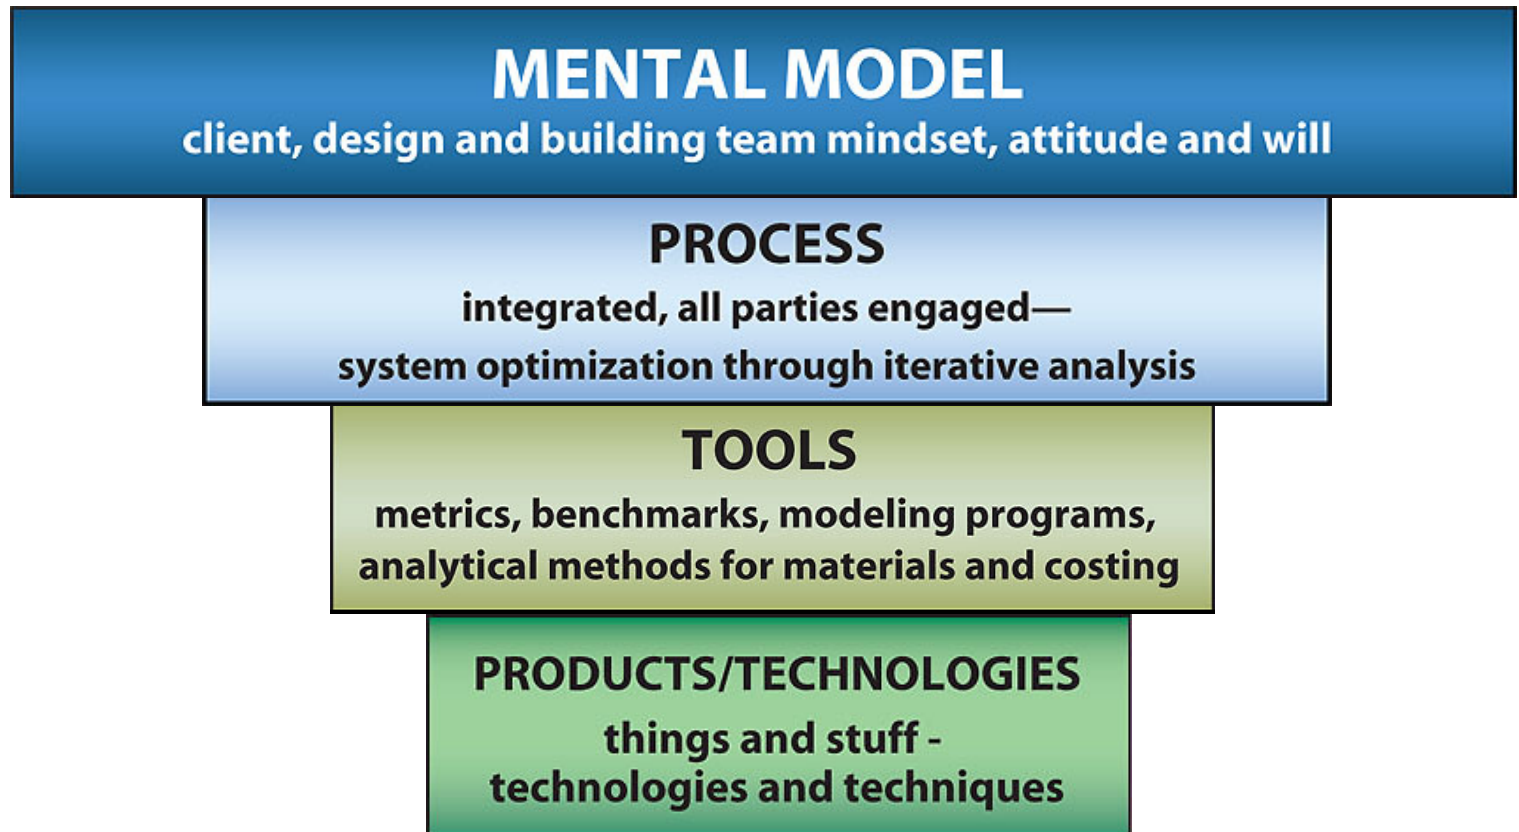 MENTAL MODEL
client, design and building team mindset, attitude and will
PROCESS
integrated, all parties engaged—
system optimization through iterative analysis
TOOLS
metrics, benchmarks, modeling programs,
analytical methods for materials and costing
PRODUCTS/TECHNOLOGIES
things and stuff -
technologies and techniques